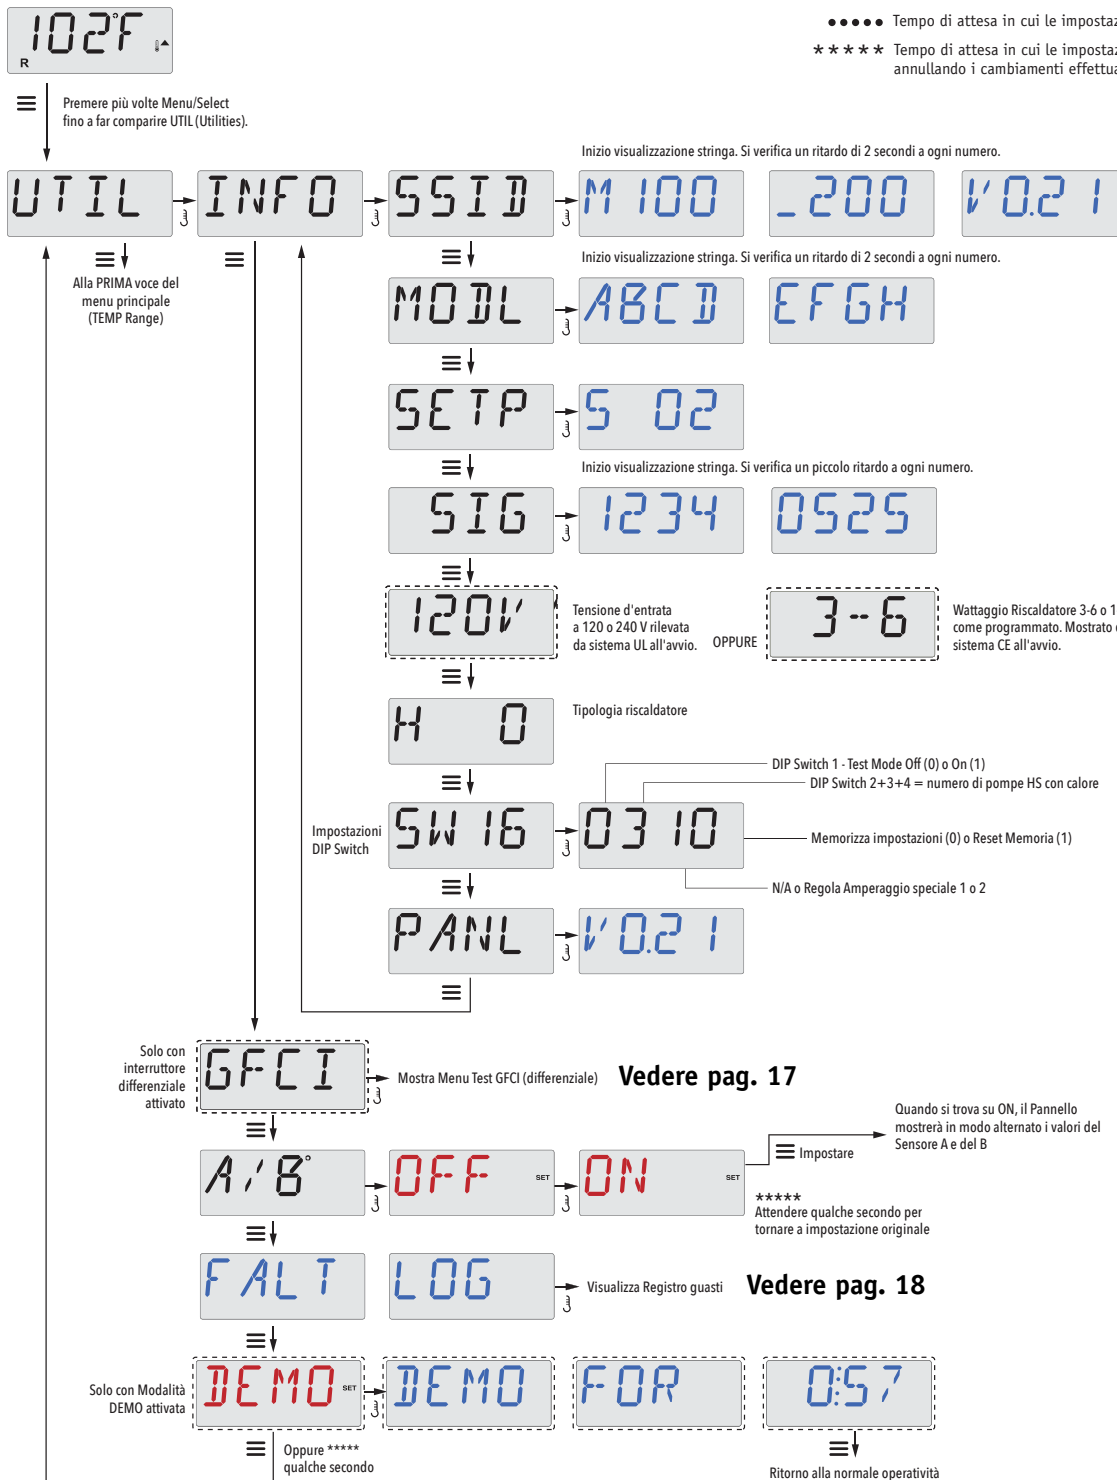 102°F
R
••••• Tempo di attesa in cui le impostaz
***** Tempo di attesa in cui le impostaz
annullando i cambiamenti effettua
Premere più volte Menu/Select
fino a far comparire UTIL (Utilities).
Inizio visualizzazione stringa. Si verifica un ritardo di 2 secondi a ogni numero.
UTIL INFO SSID M100 _200 V0.21
Alla PRIMA voce del
menu principale
(TEMP Range)
Inizio visualizzazione stringa. Si verifica un ritardo di 2 secondi a ogni numero.
MODL ABCD EFGH
SETP S 02
Inizio visualizzazione stringa. Si verifica un piccolo ritardo a ogni numero.
SIG 1234 0525
120V
Tensione d'entrata
a 120 o 240 V rilevata
da sistema UL all'avvio.
OPPURE
3-6
Wattaggio Riscaldatore 3-6 o 1
come programmato. Mostrato
sistema CE all'avvio.
H 0
Tipologia riscaldatore
DIP Switch 1 - Test Mode Off (0) o On (1)
DIP Switch 2+3+4 = numero di pompe HS con calore
Impostazioni
DIP Switch
SW16 0310
Memorizza impostazioni (0) o Reset Memoria (1)
N/A o Regola Amperaggio speciale 1 o 2
PANL V0.21
Solo con
interruttore
differenziale
attivato
GFCI
Mostra Menu Test GFCI (differenziale)
Vedere pag. 17
Quando si trova su ON, il Pannello
mostrerà in modo alternato i valori del
Sensore A e del B
A/B° OFF SET ON SET
Impostare
*****
Attendere qualche secondo per
tornare a impostazione originale
FALT LOG
Visualizza Registro guasti
Vedere pag. 18
Solo con Modalità
DEMO attivata
DEMO SET DEMO FOR 0:57
Oppure *****
qualche secondo
Ritorno alla normale operatività